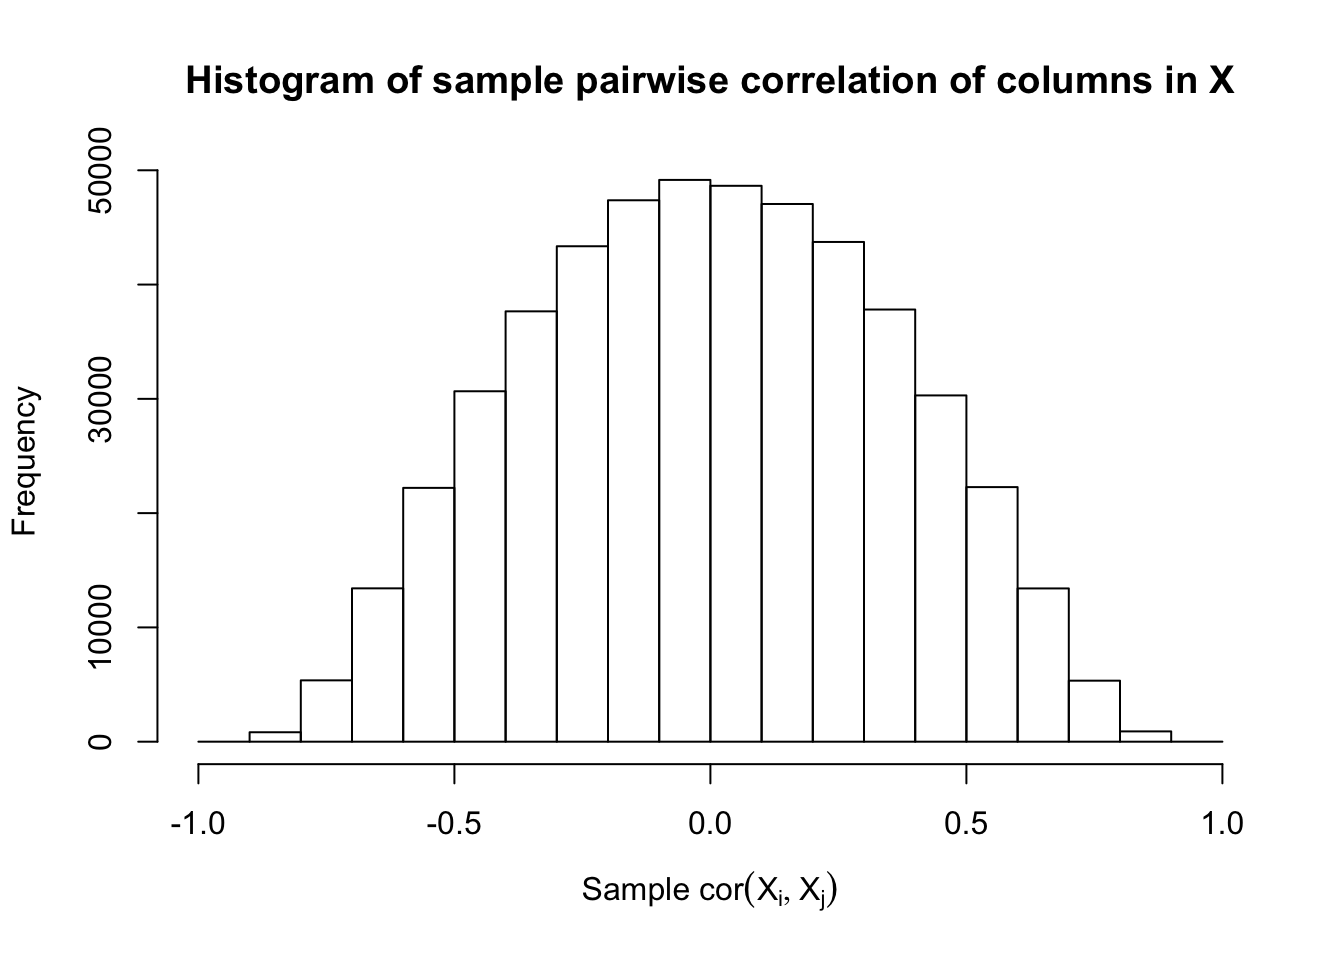 Histogram of sample pairwise correlation of columns in X
50000
30000
10000
0
Frequency
-1.0 -0.5 0.0 0.5 1.0
Sample cor(Xi, Xj)